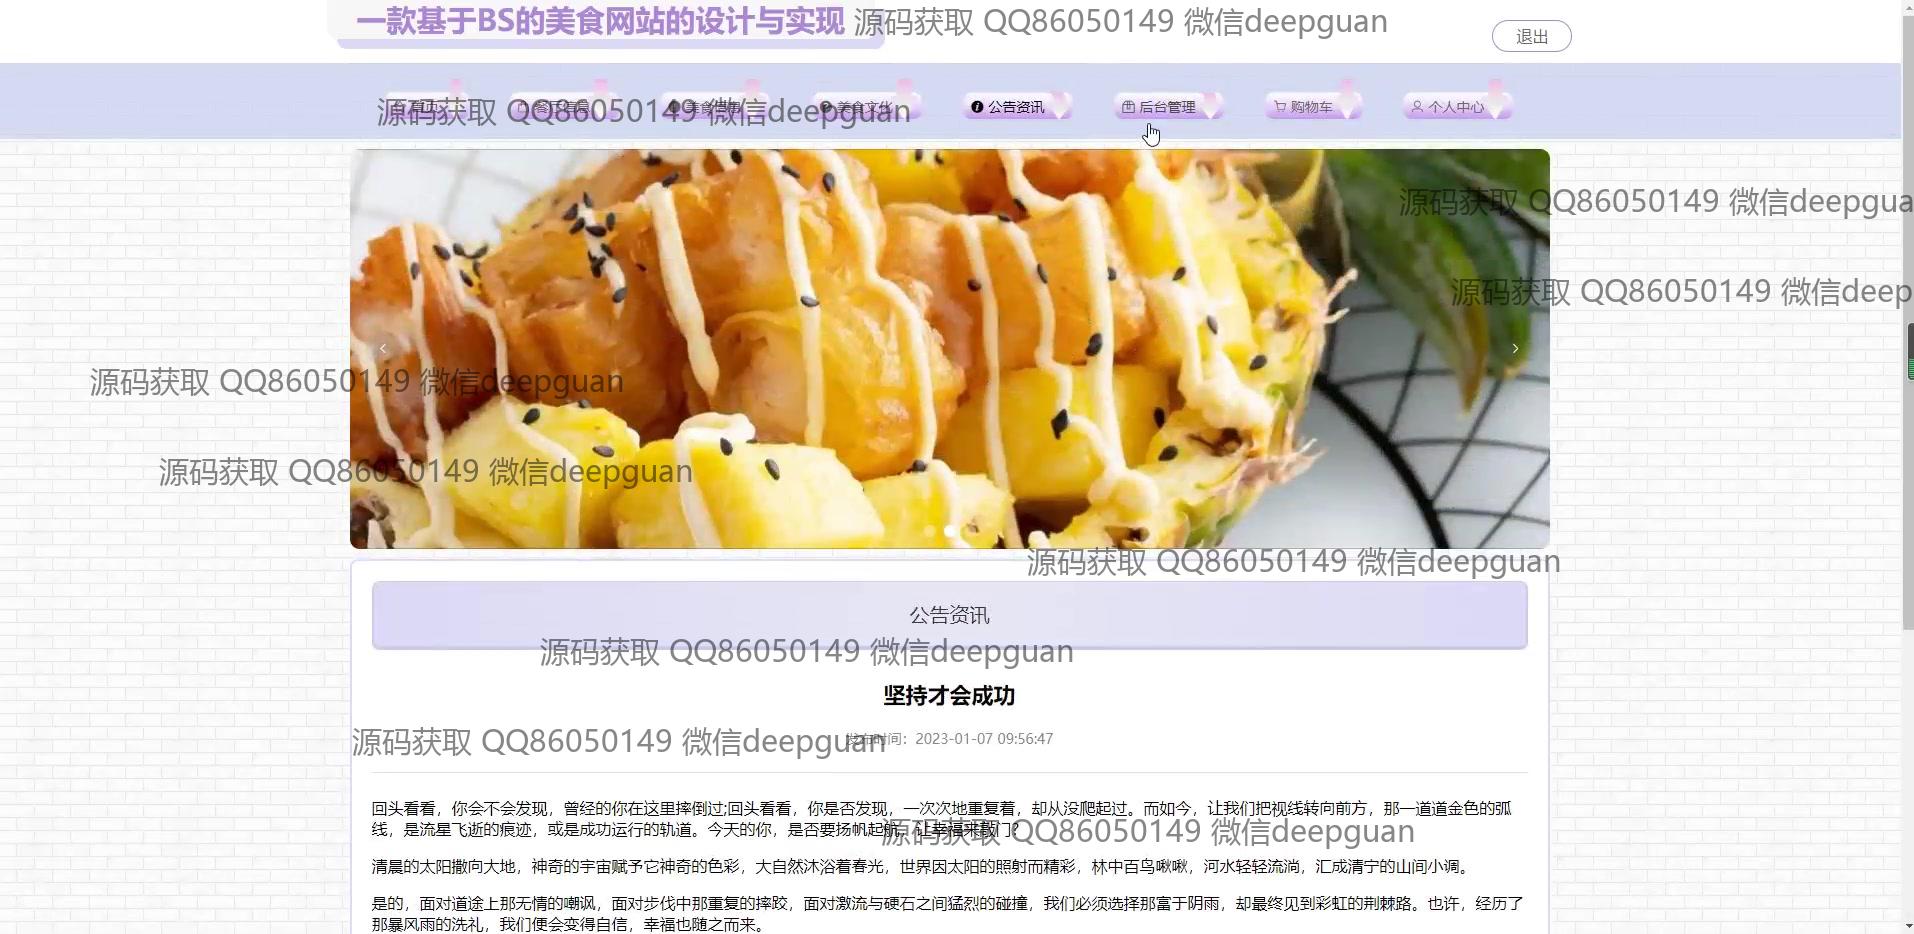 一款基于BS的美食网站的设计与实现
源码获取 QQ86050149 微信deepguan
退出
首页
餐厅信息
美食信息
美食文化
公告资讯
后台管理
购物车
个人中心
源码获取 QQ86050149 微信deepguan
源码获取 QQ86050149 微信deepgua
源码获取 QQ86050149 微信deep
源码获取 QQ86050149 微信deepguan
源码获取 QQ86050149 微信deepguan
源码获取 QQ86050149 微信deepguan
公告资讯
源码获取 QQ86050149 微信deepguan
坚持才会成功
源码获取 QQ86050149 微信deepguan
发布时间：2023-01-07 09:56:47
回头看看，你会不会发现，曾经的你在这里摔倒过;回头看看，你是否发现，一次次地重复着，却从没爬起过。而如今，让我们把视线转向前方，那一道道金色的弧
线，是流星飞逝的痕迹，或是成功运行的轨道。今天的你，是否要扬帆起航，让幸福来敲门?
源码获取 QQ86050149 微信deepguan
清晨的太阳撒向大地，神奇的宇宙赋予它神奇的色彩，大自然沐浴着春光，世界因太阳的照射而精彩，林中百鸟啾啾，河水轻轻流淌，汇成清宁的山间小调。
是的，面对道途上那无情的嘲讽，面对步伐中那重复的摔跤，面对激流与硬石之间猛烈的碰撞，我们必须选择那富于阴雨，却最终见到彩虹的荆棘路。也许，经历了
那暴风雨的洗礼，我们便会变得自信，幸福也随之而来。